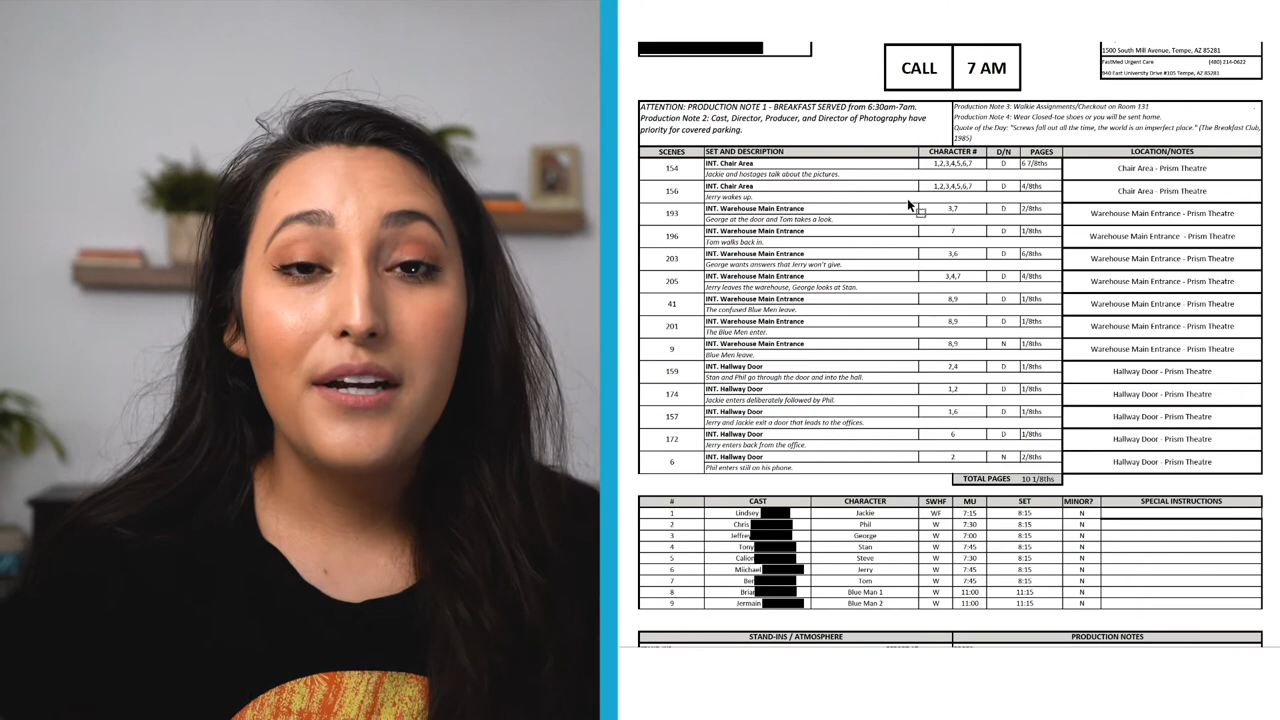 1500 South Mill Avenue, Tempe, AZ 85281
FastMed Urgent Care (480) 214-0622
940 East University Drive #105 Tempe, AZ 85281
CALL 7 AM
ATTENTION: PRODUCTION NOTE 1 - BREAKFAST SERVED from 6:30am-7am.
Production Note 2: Cast, Director, Producer, and Director of Photography have
priority for covered parking.
Production Note 3: Walkie Assignments/Checkout on Room 131
Production Note 4: Wear Closed-toe shoes or you will be sent home.
Quote of the Day: "Screws fall out all the time, the world is an imperfect place." (The Breakfast Club,
1985)
SCENES SET AND DESCRIPTION CHARACTER # D/N PAGES LOCATION/NOTES
154 INT. Chair Area 1,2,3,4,5,6,7 D 6 7/8ths Chair Area - Prism Theatre
Jackie and hostages talk about the pictures.
156 INT. Chair Area 1,2,3,4,5,6,7 D 4/8ths Chair Area - Prism Theatre
Jerry wakes up.
193 INT. Warehouse Main Entrance 3,7 D 2/8ths Warehouse Main Entrance - Prism Theatre
George at the door and Tom takes a look.
196 INT. Warehouse Main Entrance 7 D 1/8ths Warehouse Main Entrance - Prism Theatre
Tom walks back in.
203 INT. Warehouse Main Entrance 3,6 D 6/8ths Warehouse Main Entrance - Prism Theatre
George wants answers that Jerry won't give.
205 INT. Warehouse Main Entrance 3,4,7 D 4/8ths Warehouse Main Entrance - Prism Theatre
Jerry leaves the warehouse, George looks at Stan.
41 INT. Warehouse Main Entrance 8,9 D 1/8ths Warehouse Main Entrance - Prism Theatre
The confused Blue Men leave.
201 INT. Warehouse Main Entrance 8,9 D 1/8ths Warehouse Main Entrance - Prism Theatre
The Blue Men enter.
9 INT. Warehouse Main Entrance 8,9 N 1/8ths Warehouse Main Entrance - Prism Theatre
Blue Men leave.
159 INT. Hallway Door 2,4 D 1/8ths Hallway Door - Prism Theatre
Stan and Phil go through the door and into the hall.
174 INT. Hallway Door 1,2 D 1/8ths Hallway Door - Prism Theatre
Jackie enters deliberately followed by Phil.
157 INT. Hallway Door 1,6 D 1/8ths Hallway Door - Prism Theatre
Jerry and Jackie exit a door that leads to the offices.
172 INT. Hallway Door 6 D 1/8ths Hallway Door - Prism Theatre
Jerry enters back from the office.
6 INT. Hallway Door 2 N 2/8ths Hallway Door - Prism Theatre
Phil enters still on his phone.
TOTAL PAGES 10 1/8ths
# CAST CHARACTER SWHF MU SET MINOR? SPECIAL INSTRUCTIONS
1 Lindsey Jackie WF 7:15 8:15 N
2 Chris Phil W 7:30 8:15 N
3 Jeffrey George W 7:00 8:15 N
4 Tony Stan W 7:45 8:15 N
5 Calion Steve W 7:30 8:15 N
6 Miichael Jerry W 7:45 8:15 N
7 Ben Tom W 7:45 8:15 N
8 Brian Blue Man 1 W 11:00 11:15 N
9 Jermain Blue Man 2 W 11:00 11:15 N
STAND-INS / ATMOSPHERE PRODUCTION NOTES